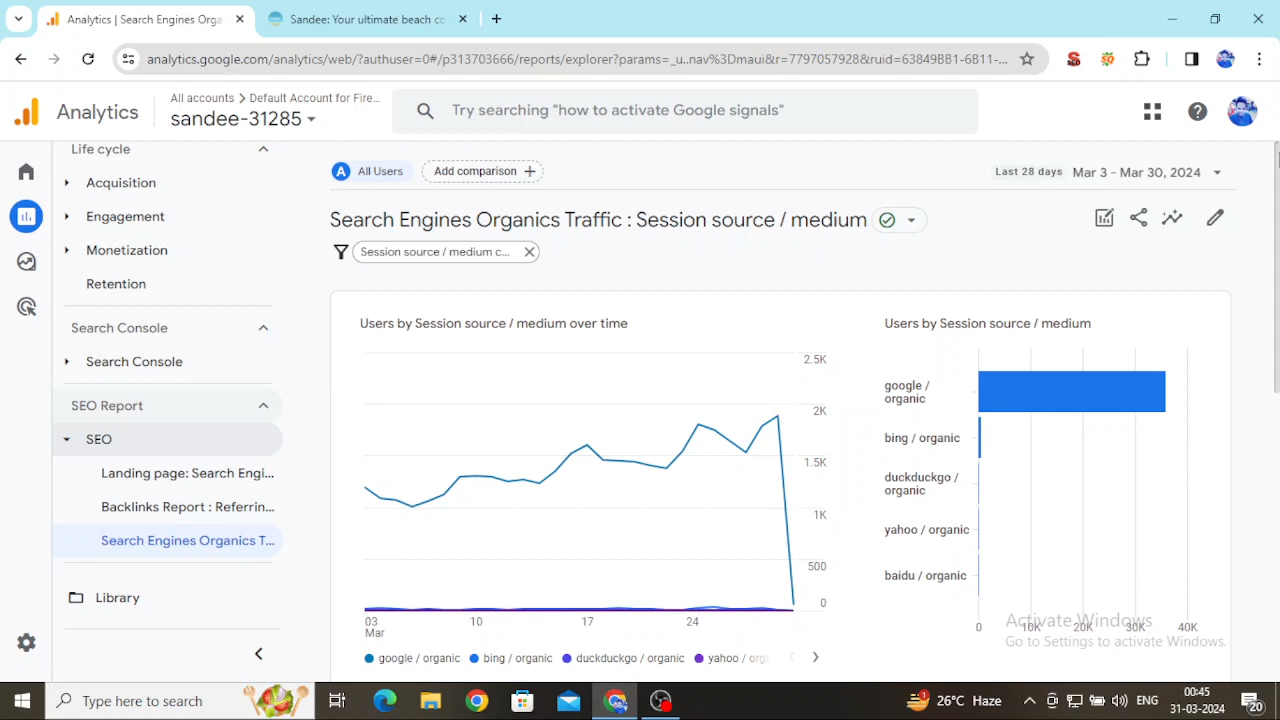 Analytics | Search Engines Orga
Sandee: Your ultimate beach co
analytics.google.com/analytics/web/?authuser=0#/p313703666/reports/explorer?params=_u..nav%3Dmaui&r=7797057928&ruid=63849BB1-6B11-...
Analytics
All accounts > Default Account for Fire...
sandee-31285
Try searching "how to activate Google signals"
Life cycle
Acquisition
Engagement
Monetization
Retention
Search Console
Search Console
SEO Report
SEO
Landing page: Search Engi...
Backlinks Report : Referrin...
Search Engines Organics T...
Library
A All Users
Add comparison +
Last 28 days Mar 3 - Mar 30, 2024
Search Engines Organics Traffic : Session source / medium
Session source / medium c...
Users by Session source / medium over time
2.5K
2K
1.5K
1K
500
0
03
Mar
10
17
24
google / organic
bing / organic
duckduckgo / organic
yahoo / orga
Users by Session source / medium
google /
organic
bing / organic
duckduckgo /
organic
yahoo / organic
baidu / organic
0
10K
20K
30K
40K
Activate Windows
Go to Settings to activate Windows.
Type here to search
1
26°C Haze
ENG
00:45
31-03-2024
20